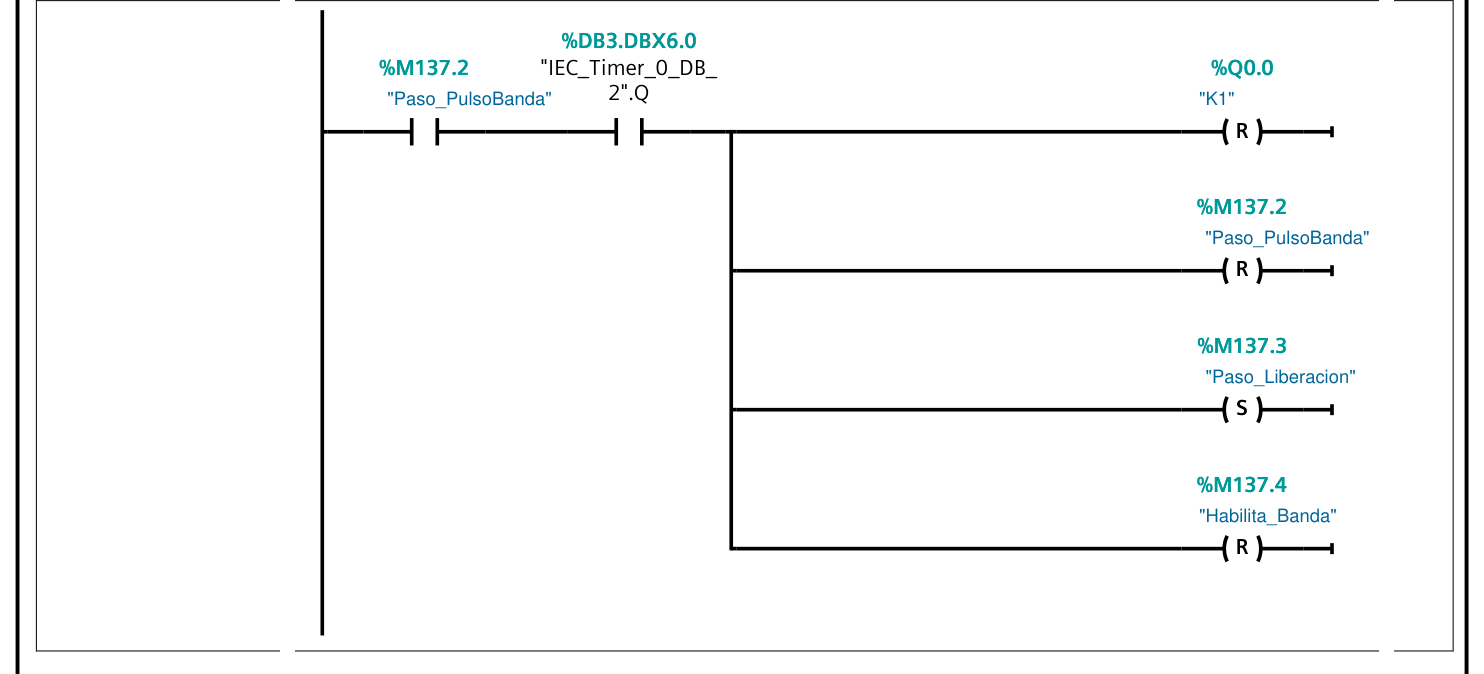 %M137.2
"Paso_PulsoBanda"
%DB3.DBX6.0
"IEC_Timer_0_DB_
2".Q
%Q0.0
"K1"
R
%M137.2
"Paso_PulsoBanda"
R
%M137.3
"Paso_Liberacion"
S
%M137.4
"Habilita_Banda"
R